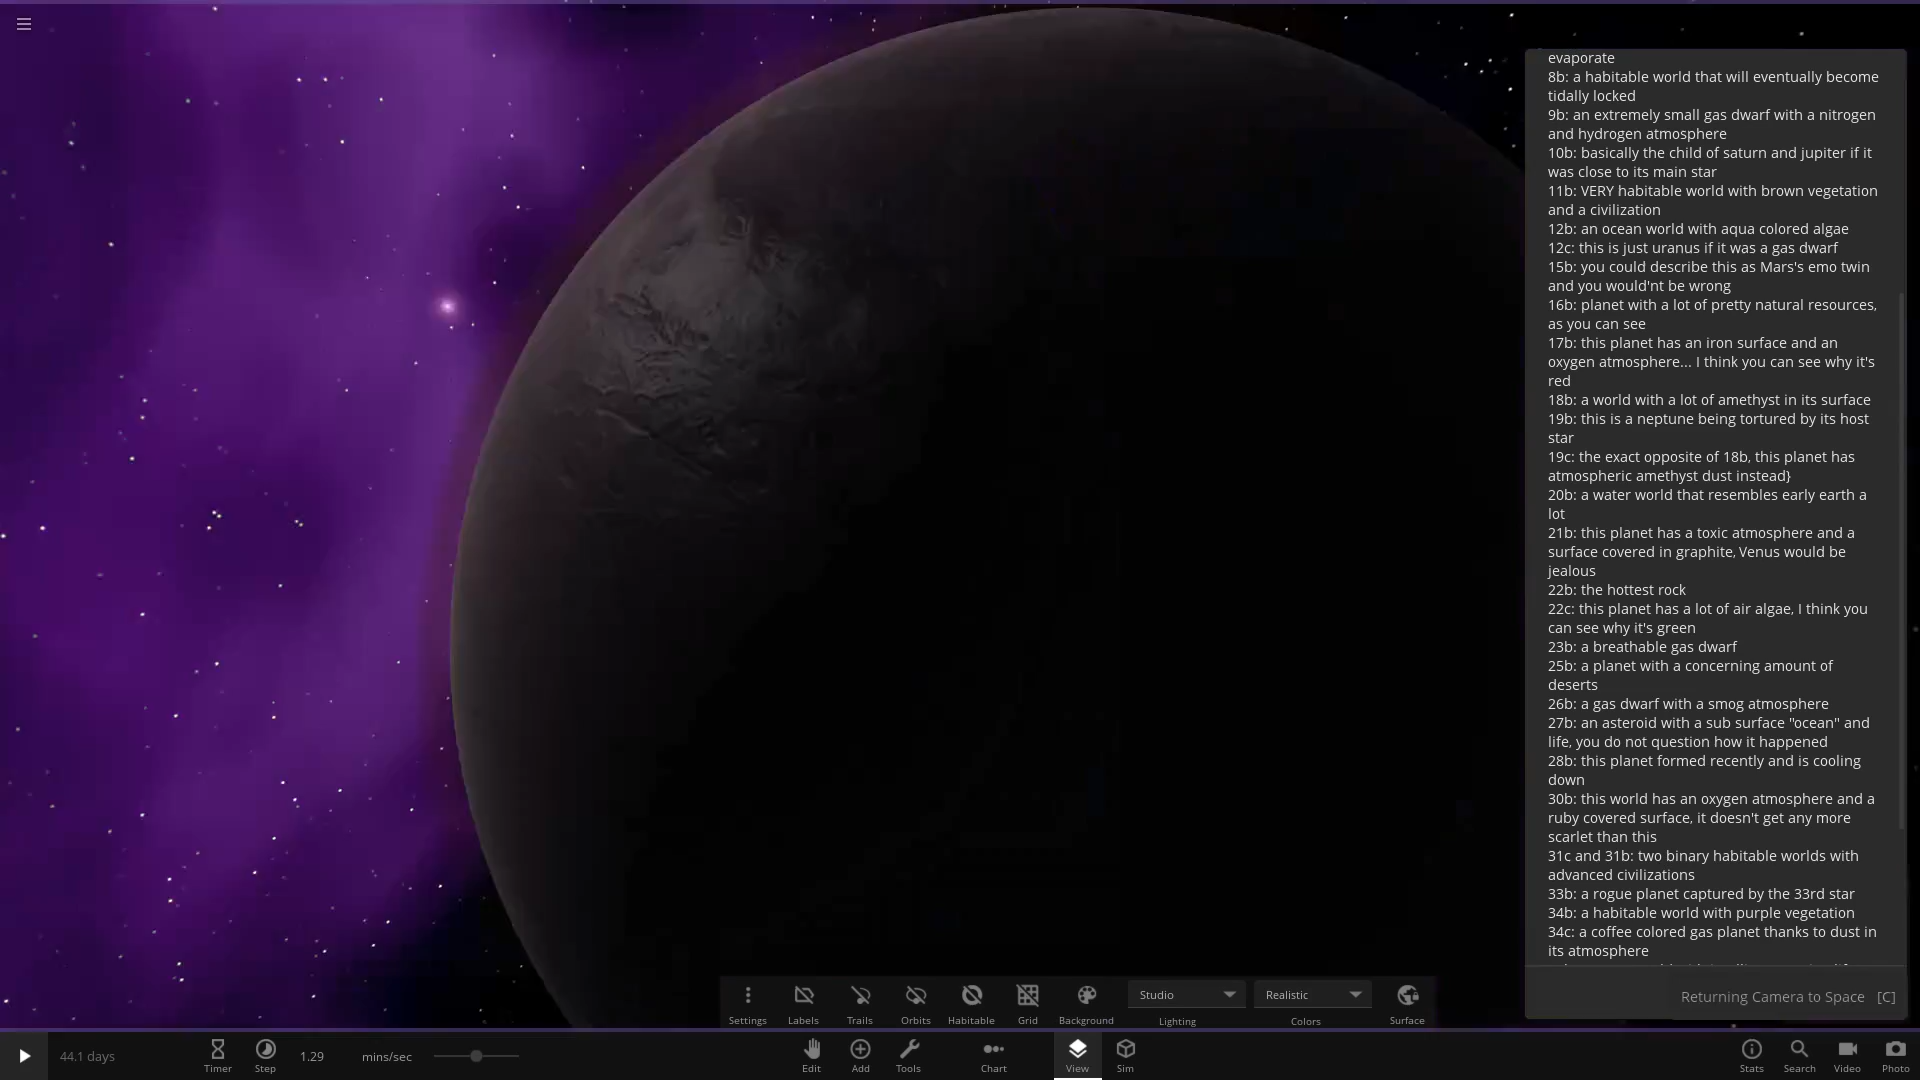 evaporate
8b: a habitable world that will eventually become
tidally locked
9b: an extremely small gas dwarf with a nitrogen
and hydrogen atmosphere
10b: basically the child of saturn and jupiter if it
was close to its main star
11b: VERY habitable world with brown vegetation
and a civilization
12b: an ocean world with aqua colored algae
12c: this is just uranus if it was a gas dwarf
15b: you could describe this as Mars's emo twin
and you would'nt be wrong
16b: planet with a lot of pretty natural resources,
as you can see
17b: this planet has an iron surface and an
oxygen atmosphere... I think you can see why it's
red
18b: a world with a lot of amethyst in its surface
19b: this is a neptune being tortured by its host
star
19c: the exact opposite of 18b, this planet has
atmospheric amethyst dust instead}
20b: a water world that resembles early earth a
lot
21b: this planet has a toxic atmosphere and a
surface covered in graphite, Venus would be
jealous
22b: the hottest rock
22c: this planet has a lot of air algae, I think you
can see why it's green
23b: a breathable gas dwarf
25b: a planet with a concerning amount of
deserts
26b: a gas dwarf with a smog atmosphere
27b: an asteroid with a sub surface "ocean" and
life, you do not question how it happened
28b: this planet formed recently and is cooling
down
30b: this world has an oxygen atmosphere and a
ruby covered surface, it doesn't get any more
scarlet than this
31c and 31b: two binary habitable worlds with
advanced civilizations
33b: a rogue planet captured by the 33rd star
34b: a habitable world with purple vegetation
34c: a coffee colored gas planet thanks to dust in
its atmosphere
Returning Camera to Space [C]
Studio Realistic
Settings Labels Trails Orbits Habitable Grid Background Lighting Colors Surface
44.1 days 1.29 mins/sec
Timer Step Edit Add Tools Chart View Sim Stats Search Video Photo